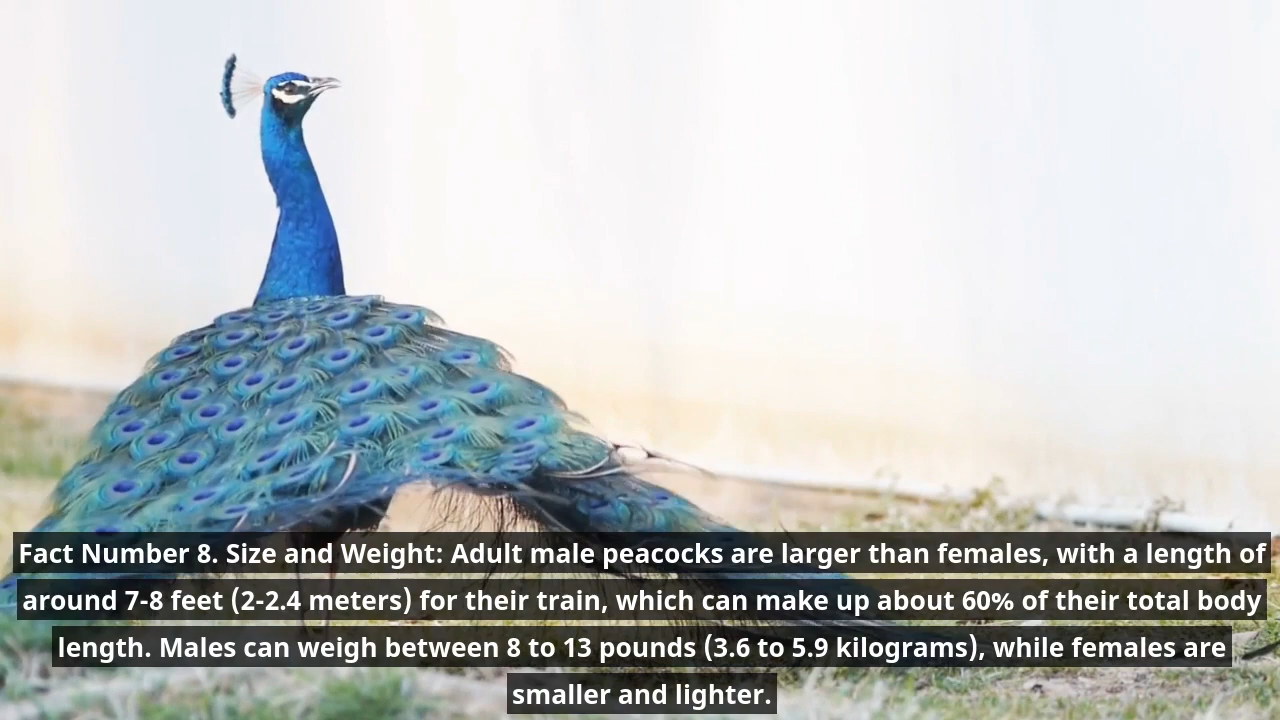 Fact Number 8. Size and Weight: Adult male peacocks are larger than females, with a length of
around 7-8 feet (2-2.4 meters) for their train, which can make up about 60% of their total body
length. Males can weigh between 8 to 13 pounds (3.6 to 5.9 kilograms), while females are
smaller and lighter.